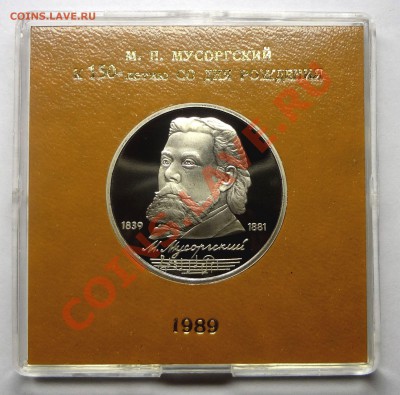 COINS.LAVE.RU
М. П. МУСОРГСКИЙ
К 150-летию СО ДНЯ РОЖДЕНИЯ
1839 1881
М. Мусоргский
1989
COINS.LAVE.RU